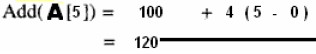 Add( A [5]) = 100 + 4 ( 5 - 0 )
= 120